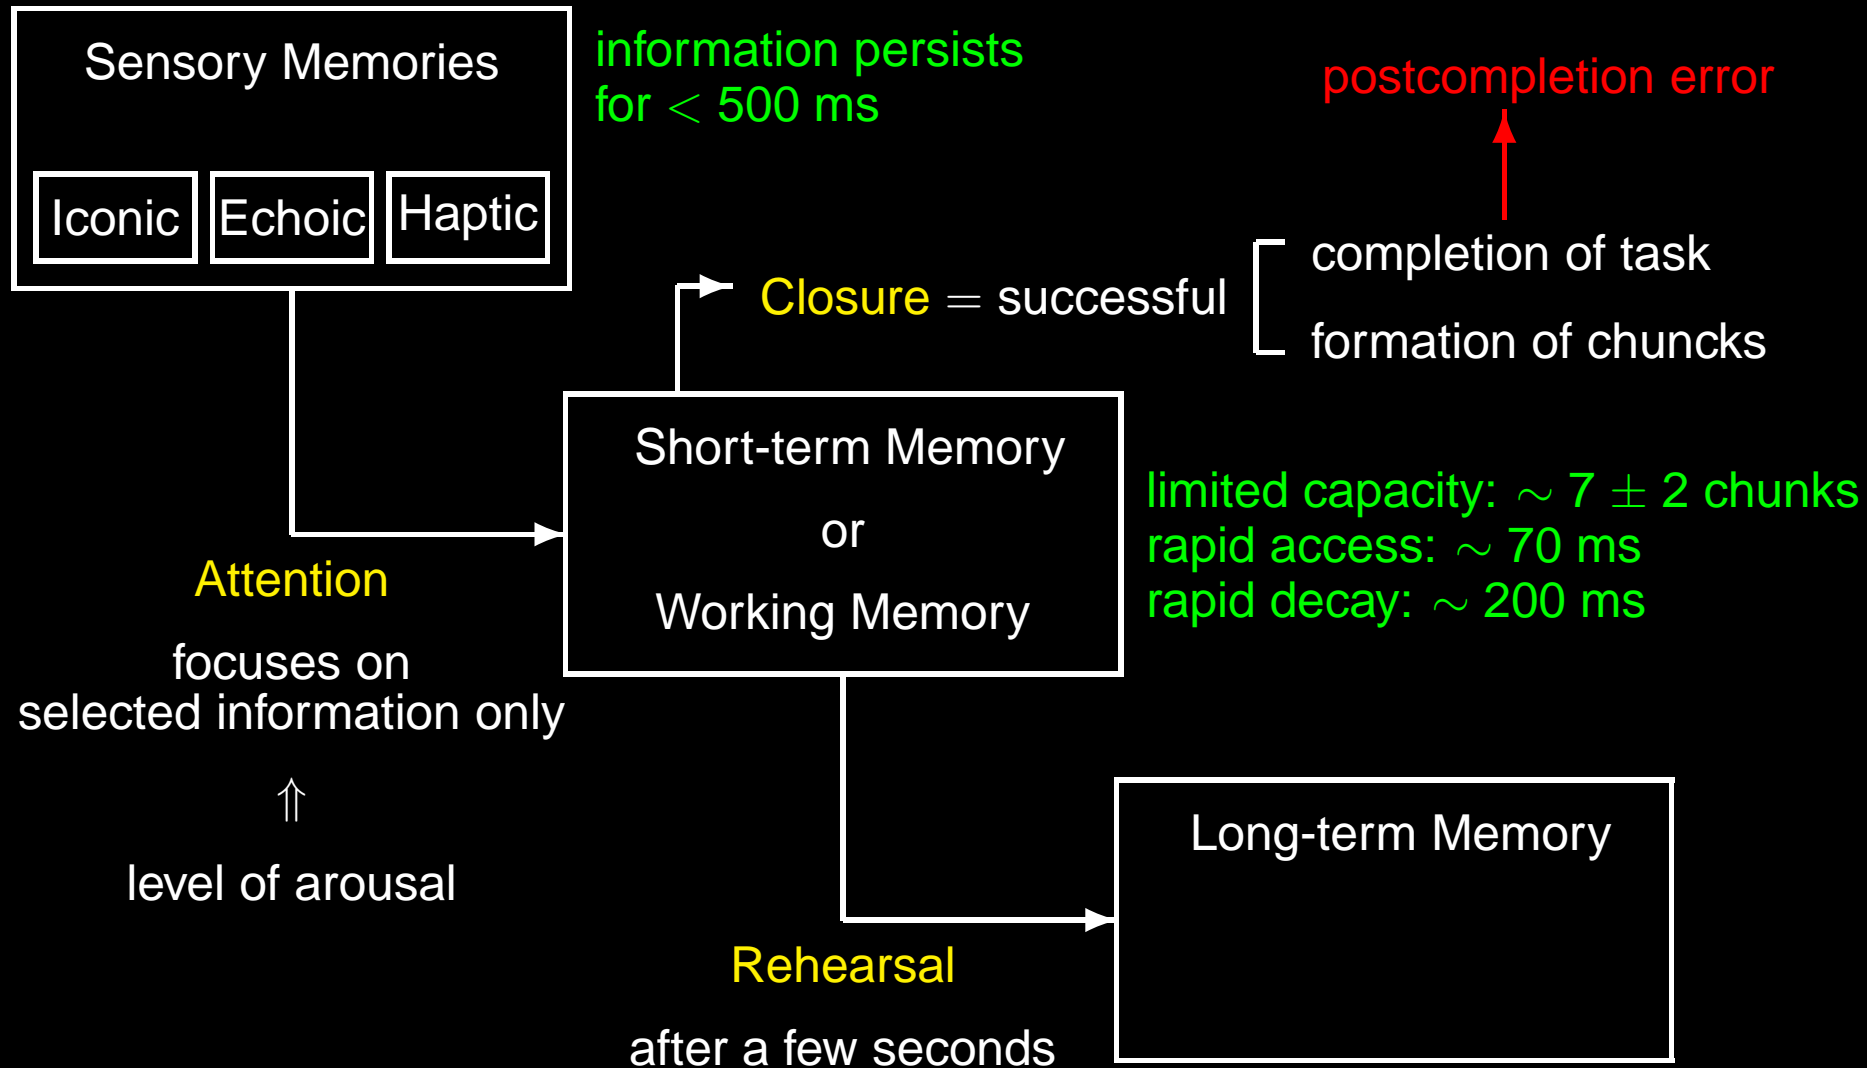 Sensory Memories
information persists
for < 500 ms
Iconic
Echoic
Haptic
postcompletion error
Closure = successful
completion of task
formation of chuncks
Short-term Memory
or
Working Memory
limited capacity: ∼ 7 ± 2 chunks
rapid access: ∼ 70 ms
rapid decay: ∼ 200 ms
Attention
focuses on
selected information only
⇑
level of arousal
Long-term Memory
Rehearsal
after a few seconds